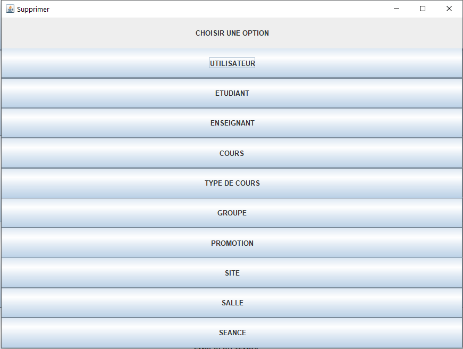 Supprimer
CHOISIR UNE OPTION
UTILISATEUR
ETUDIANT
ENSEIGNANT
COURS
TYPE DE COURS
GROUPE
PROMOTION
SITE
SALLE
SEANCE